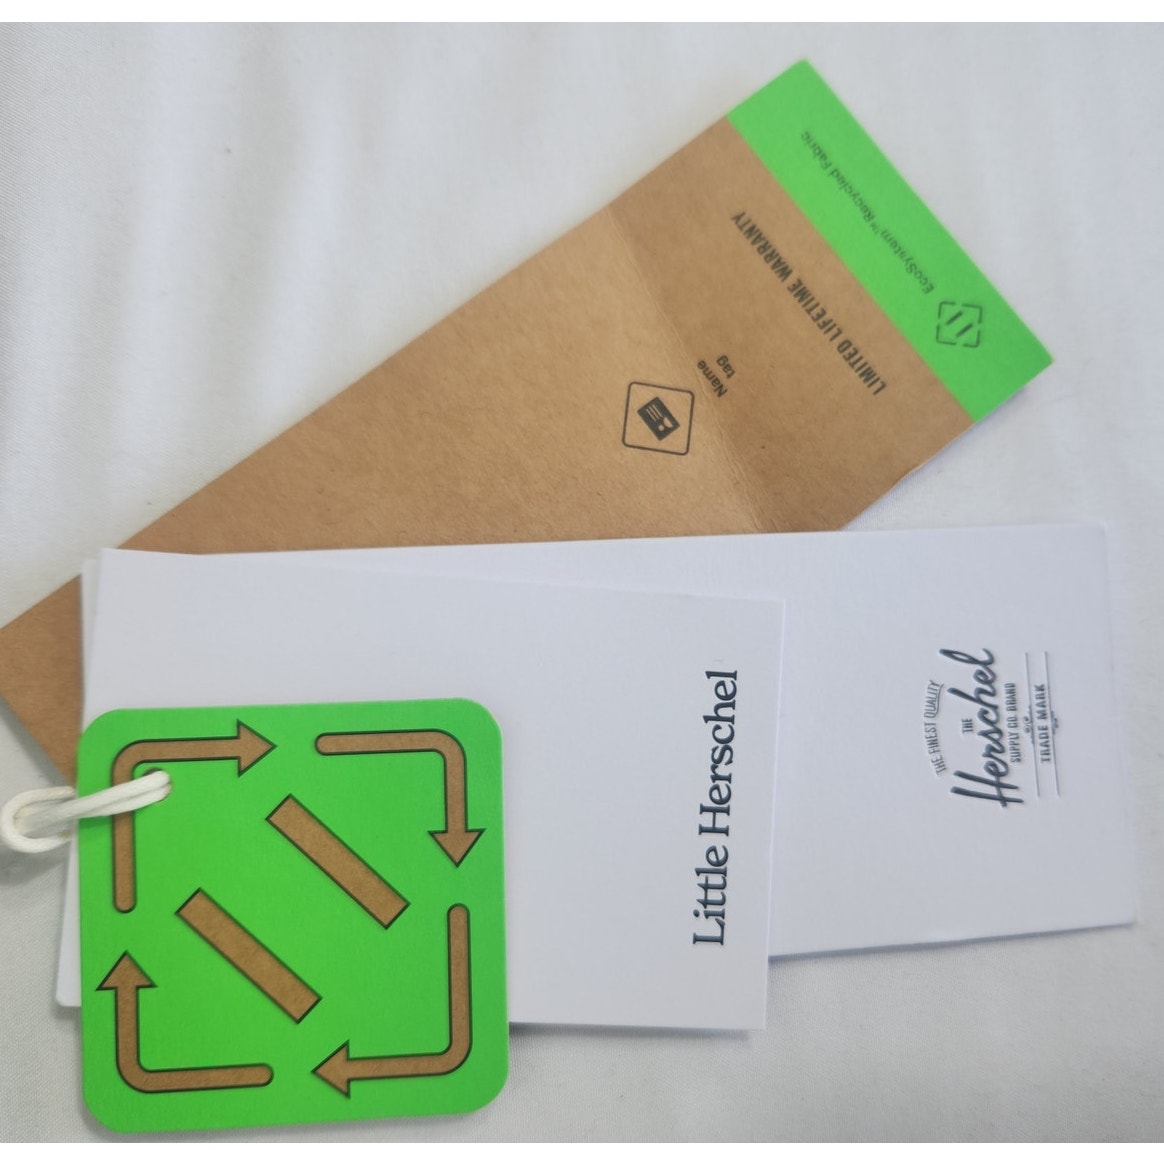 EcoSystem™ Recycled Fabric
LIMITED LIFETIME WARRANTY
Name
tag
Little Herschel
THE FINEST QUALITY
THE
Herschel
SUPPLY CO. BRAND
TRADE MARK